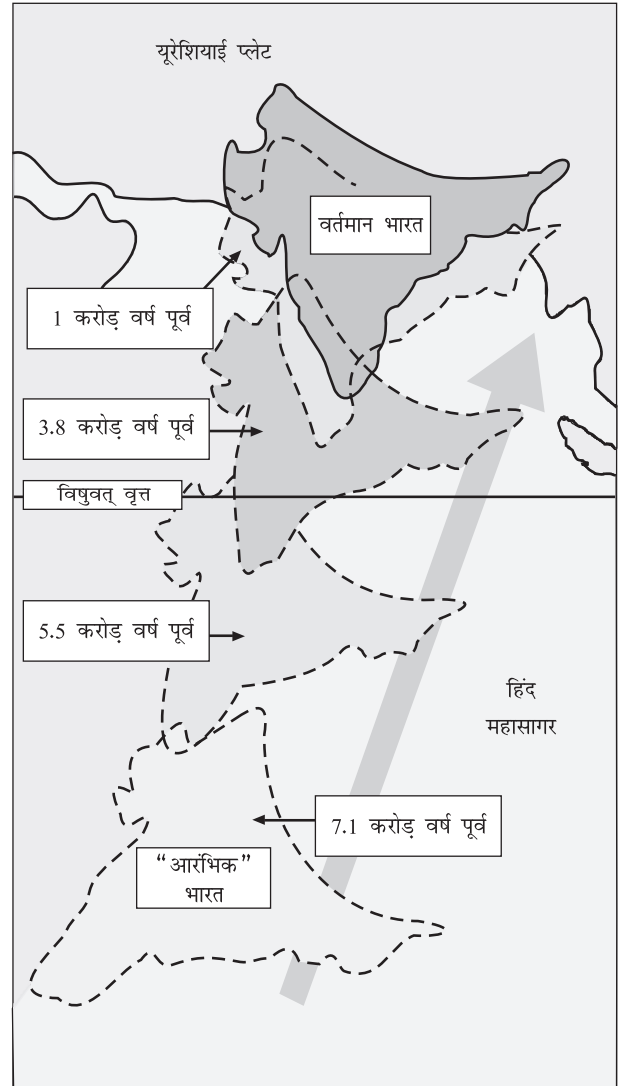 यूरेशियाई प्लेट
वर्तमान भारत
1 करोड़ वर्ष पूर्व
3.8 करोड़ वर्ष पूर्व
विषुवत् वृत्त
5.5 करोड़ वर्ष पूर्व
हिंद
महासागर
7.1 करोड़ वर्ष पूर्व
“आरंभिक”
भारत